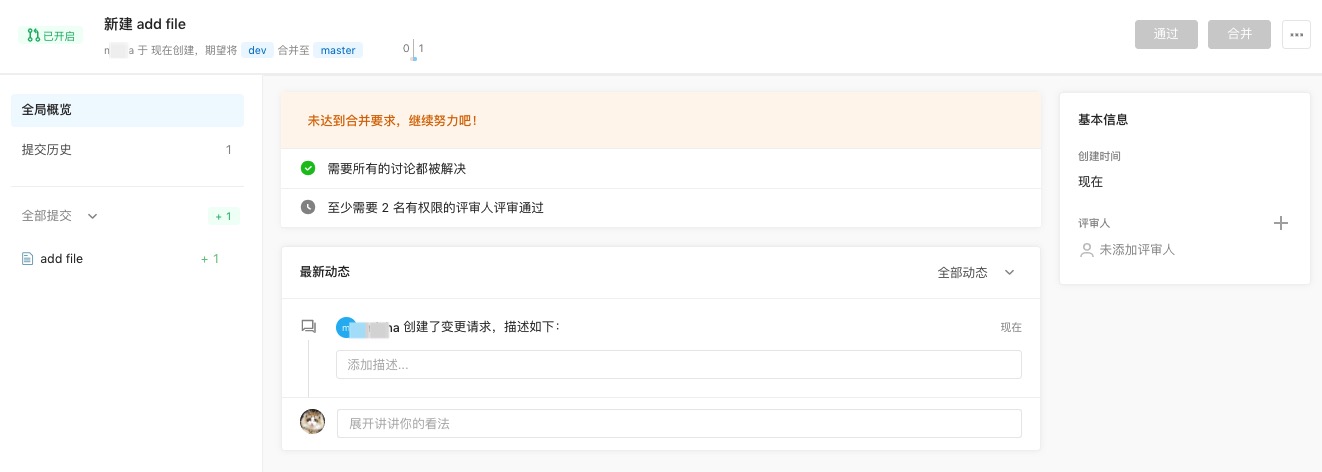 已开启
新建 add file
于 现在创建，期望将 dev 合并至 master
0 1
通过
合并
全局概览
提交历史 1
全部提交 +1
add file +1
未达到合并要求，继续努力吧！
需要所有的讨论都被解决
至少需要 2 名有权限的评审人评审通过
最新动态 全部动态
创建了变更请求，描述如下：
现在
添加描述...
展开讲讲你的看法
基本信息
创建时间
现在
评审人
未添加评审人